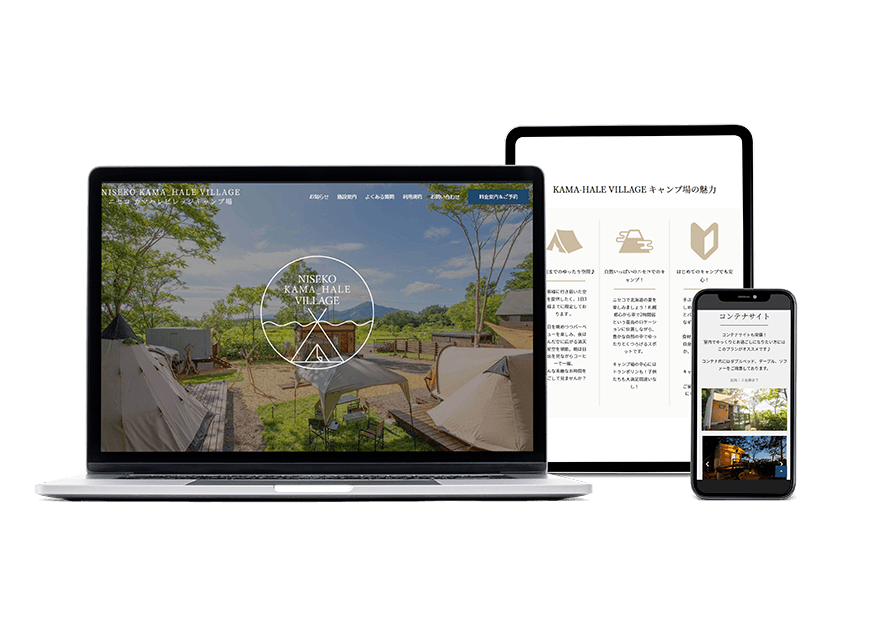 NISEKO KAMA_HALE VILLAGE
ニセコ カマハレビレッジキャンプ場
お知らせ 施設案内 よくある質問 利用規約 お問い合わせ 料金案内&ご予約
NISEKO
KAMA_HALE
VILLAGE
KAMA-HALE VILLAGE キャンプ場の魅力
までのゆったり空間♪
自然いっぱいのニセコでのキ
ャンプ!
はじめてのキャンプでも安
心!
ニセコで北海道の夏を
楽しみましょう!札幌
都心から車で2時間弱
という最高のロケーシ
ョンに位置しながら、
豊かな自然の中でゆっ
たりとくつろげるスポ
ットです。
キャンプ場の中心には
トランポリンも!子供
たちも大満足間違いな
し!
コンテナサイト
コンテナサイトも完備!
室内でゆっくりとお過ごしになりたい方には
このプランがオススメです♪
コンテナ内にはダブルベッド、テーブル、ソフ
ァーをご用意しております。